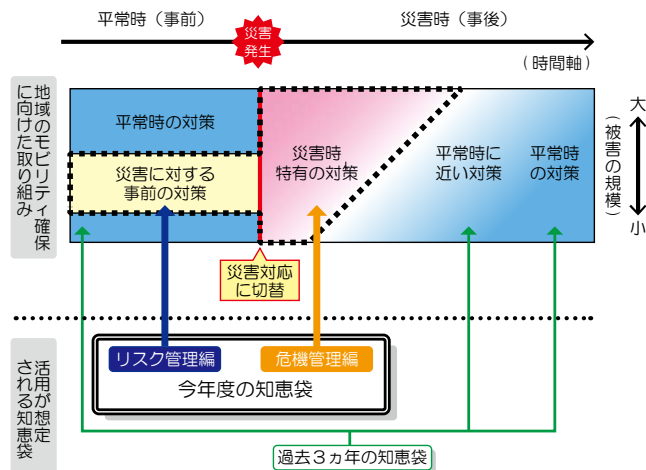 平常時（事前）
災害時（事後）
災害
発生
（時間軸）
地域のモビリティ確保
に向けた取り組み
平常時の対策
災害に対する
事前の対策
災害時
特有の対策
平常時に
近い対策
平常時
の対策
大
（被害の規模）
小
災害対応
に切替
活用が想定
される知恵袋
リスク管理編
危機管理編
今年度の知恵袋
過去３ヵ年の知恵袋